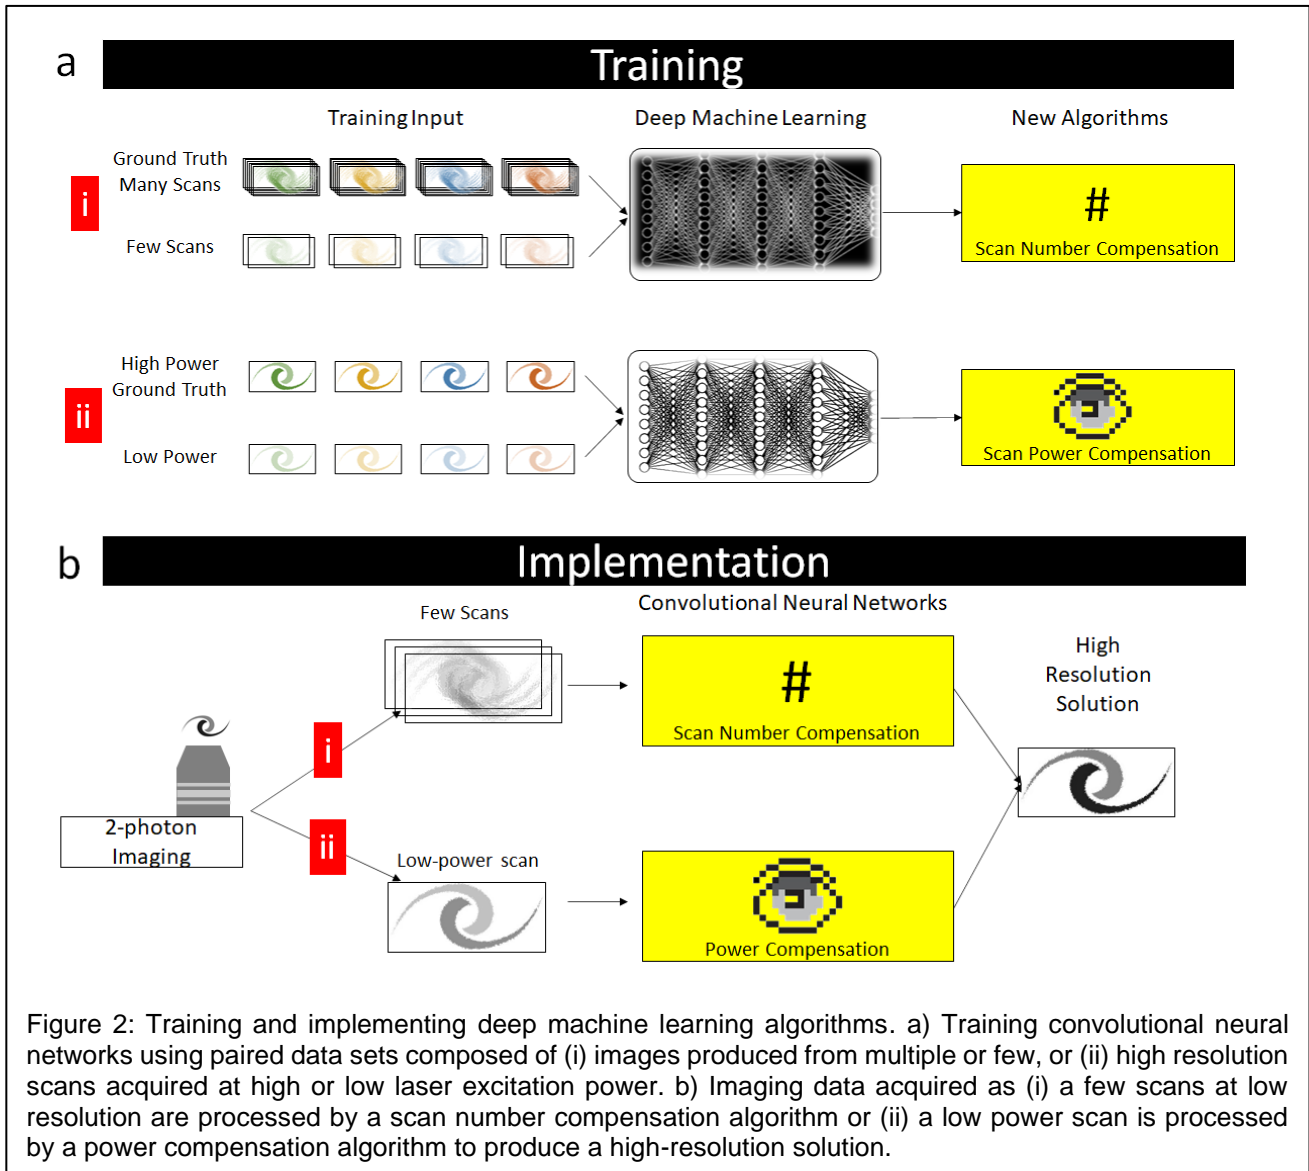 a
Training
Training Input
Deep Machine Learning
New Algorithms
Ground Truth
Many Scans
i
Few Scans
#
Scan Number Compensation
High Power
Ground Truth
ii
Low Power
Scan Power Compensation
b
Implementation
Few Scans
Convolutional Neural Networks
High
Resolution
Solution
#
Scan Number Compensation
i
2-photon
Imaging
ii
Low-power scan
Power Compensation
Figure 2: Training and implementing deep machine learning algorithms. a) Training convolutional neural
networks using paired data sets composed of (i) images produced from multiple or few, or (ii) high resolution
scans acquired at high or low laser excitation power. b) Imaging data acquired as (i) a few scans at low
resolution are processed by a scan number compensation algorithm or (ii) a low power scan is processed
by a power compensation algorithm to produce a high-resolution solution.